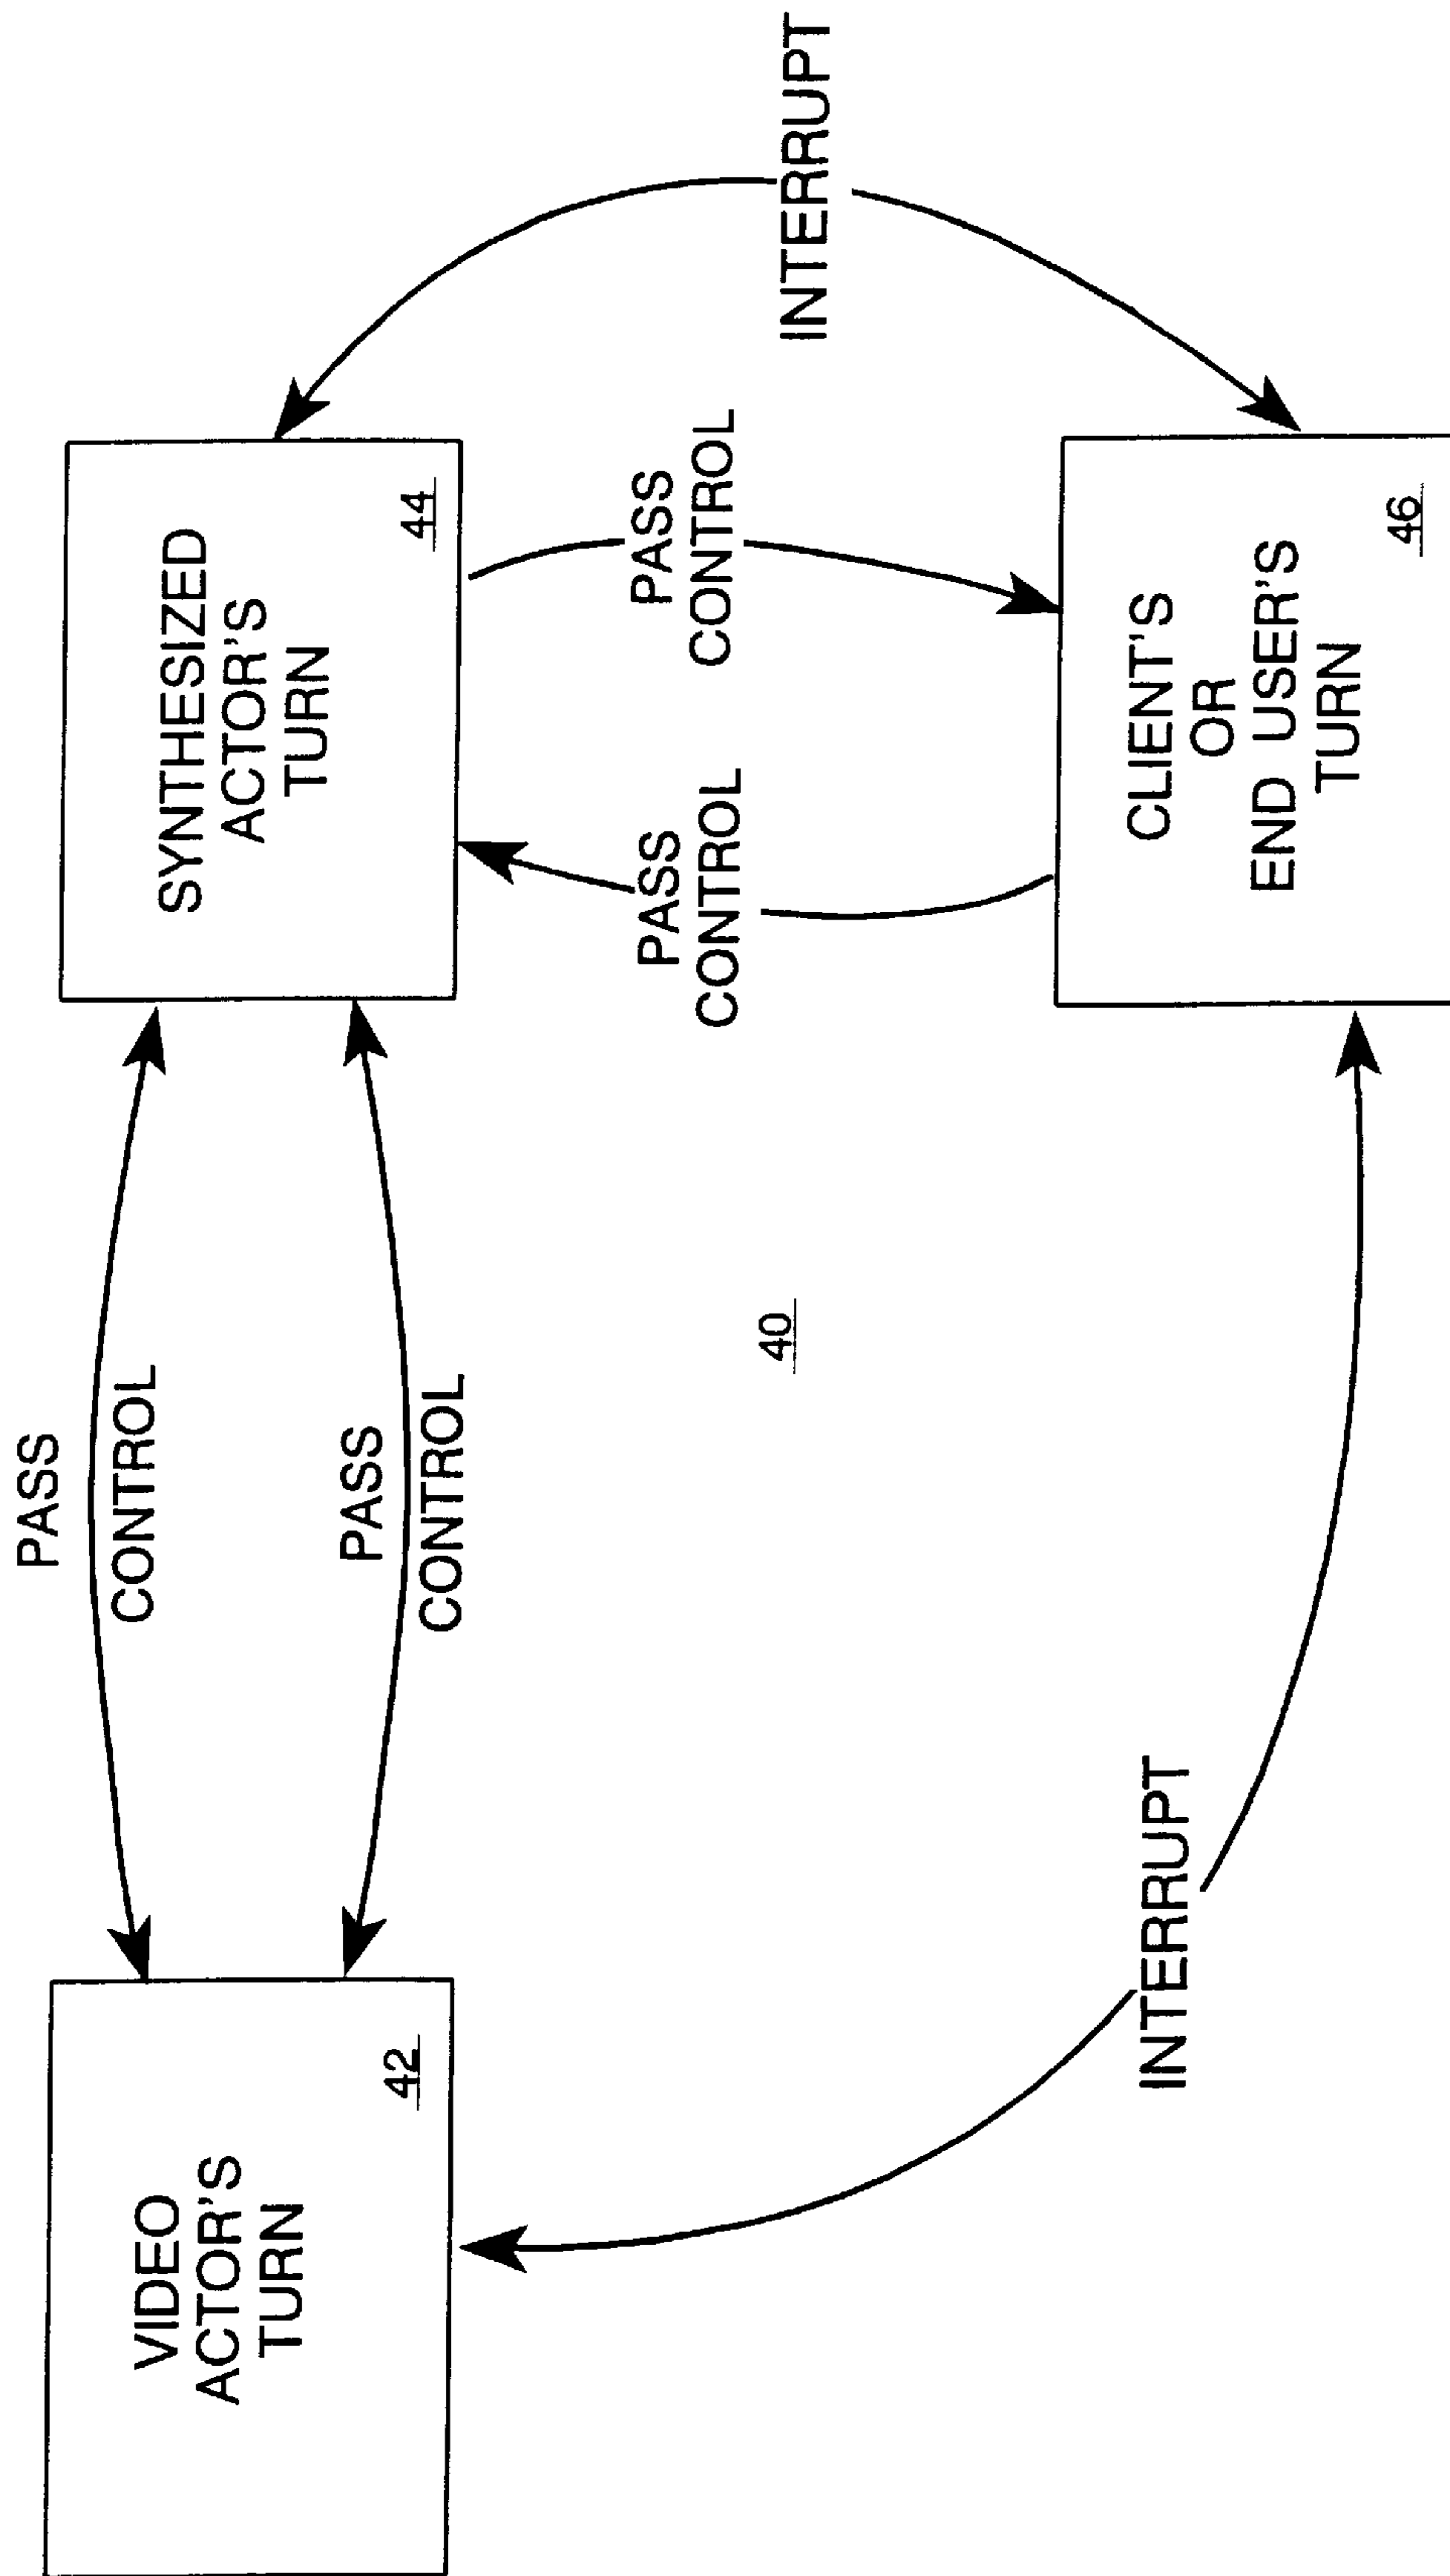 PASS
CONTROL
PASS
CONTROL
VIDEO
ACTOR'S
TURN
42
SYNTHESIZED
ACTOR'S
TURN
44
40
PASS
CONTROL
PASS
CONTROL
INTERRUPT
INTERRUPT
CLIENT'S
OR
END USER'S
TURN
46